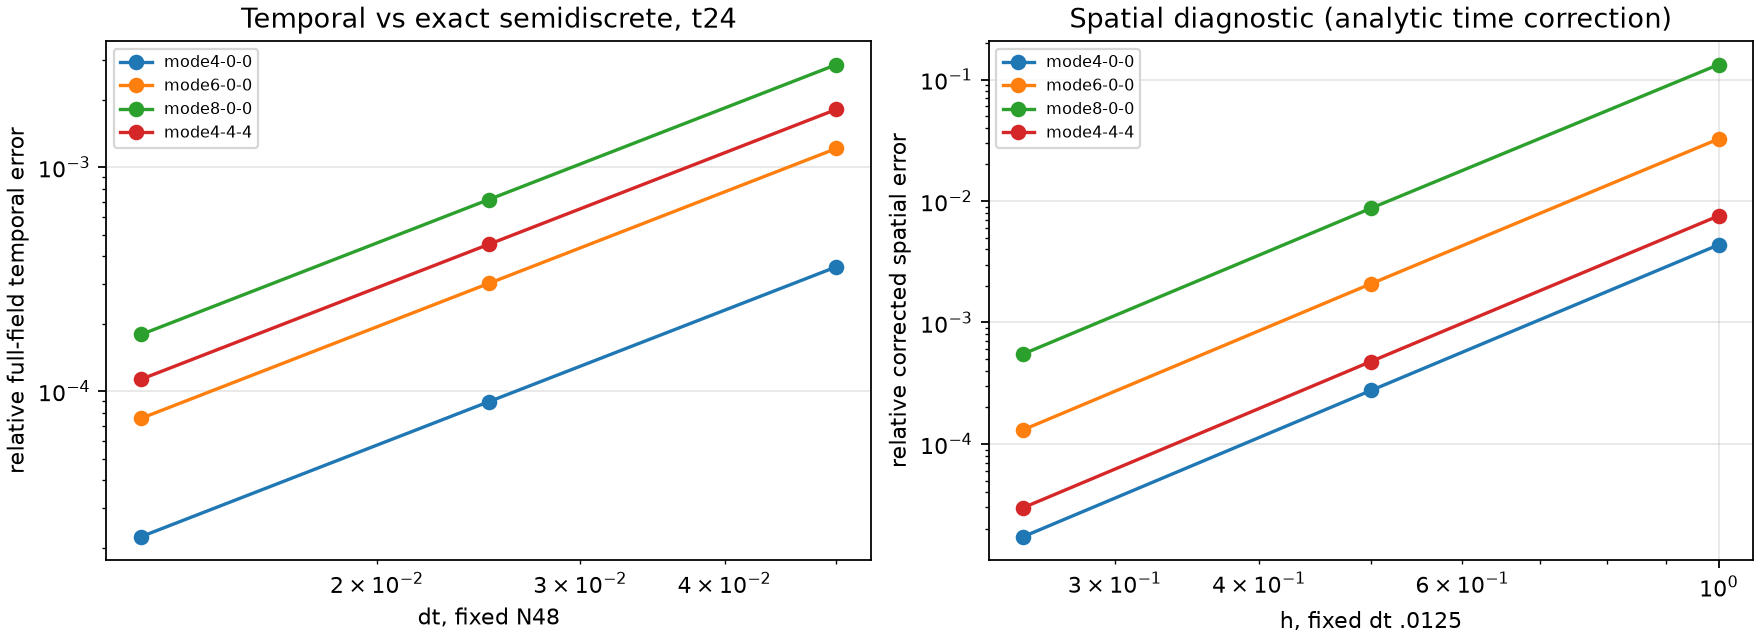 Temporal vs exact semidiscrete, t24
mode4-0-0
mode6-0-0
mode8-0-0
mode4-4-4
relative full-field temporal error
10⁻³
10⁻⁴
2 × 10⁻²
3 × 10⁻²
4 × 10⁻²
dt, fixed N48
Spatial diagnostic (analytic time correction)
mode4-0-0
mode6-0-0
mode8-0-0
mode4-4-4
relative corrected spatial error
10⁻¹
10⁻²
10⁻³
10⁻⁴
3 × 10⁻¹
4 × 10⁻¹
6 × 10⁻¹
10⁰
h, fixed dt .0125